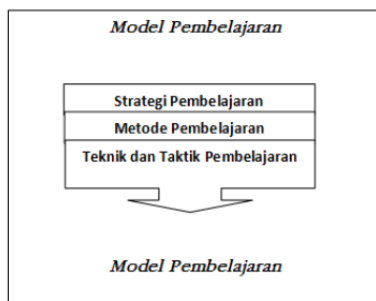 Model Pembelajaran
Strategi Pembelajaran
Metode Pembelajaran
Teknik dan Taktik Pembelajaran
Model Pembelajaran